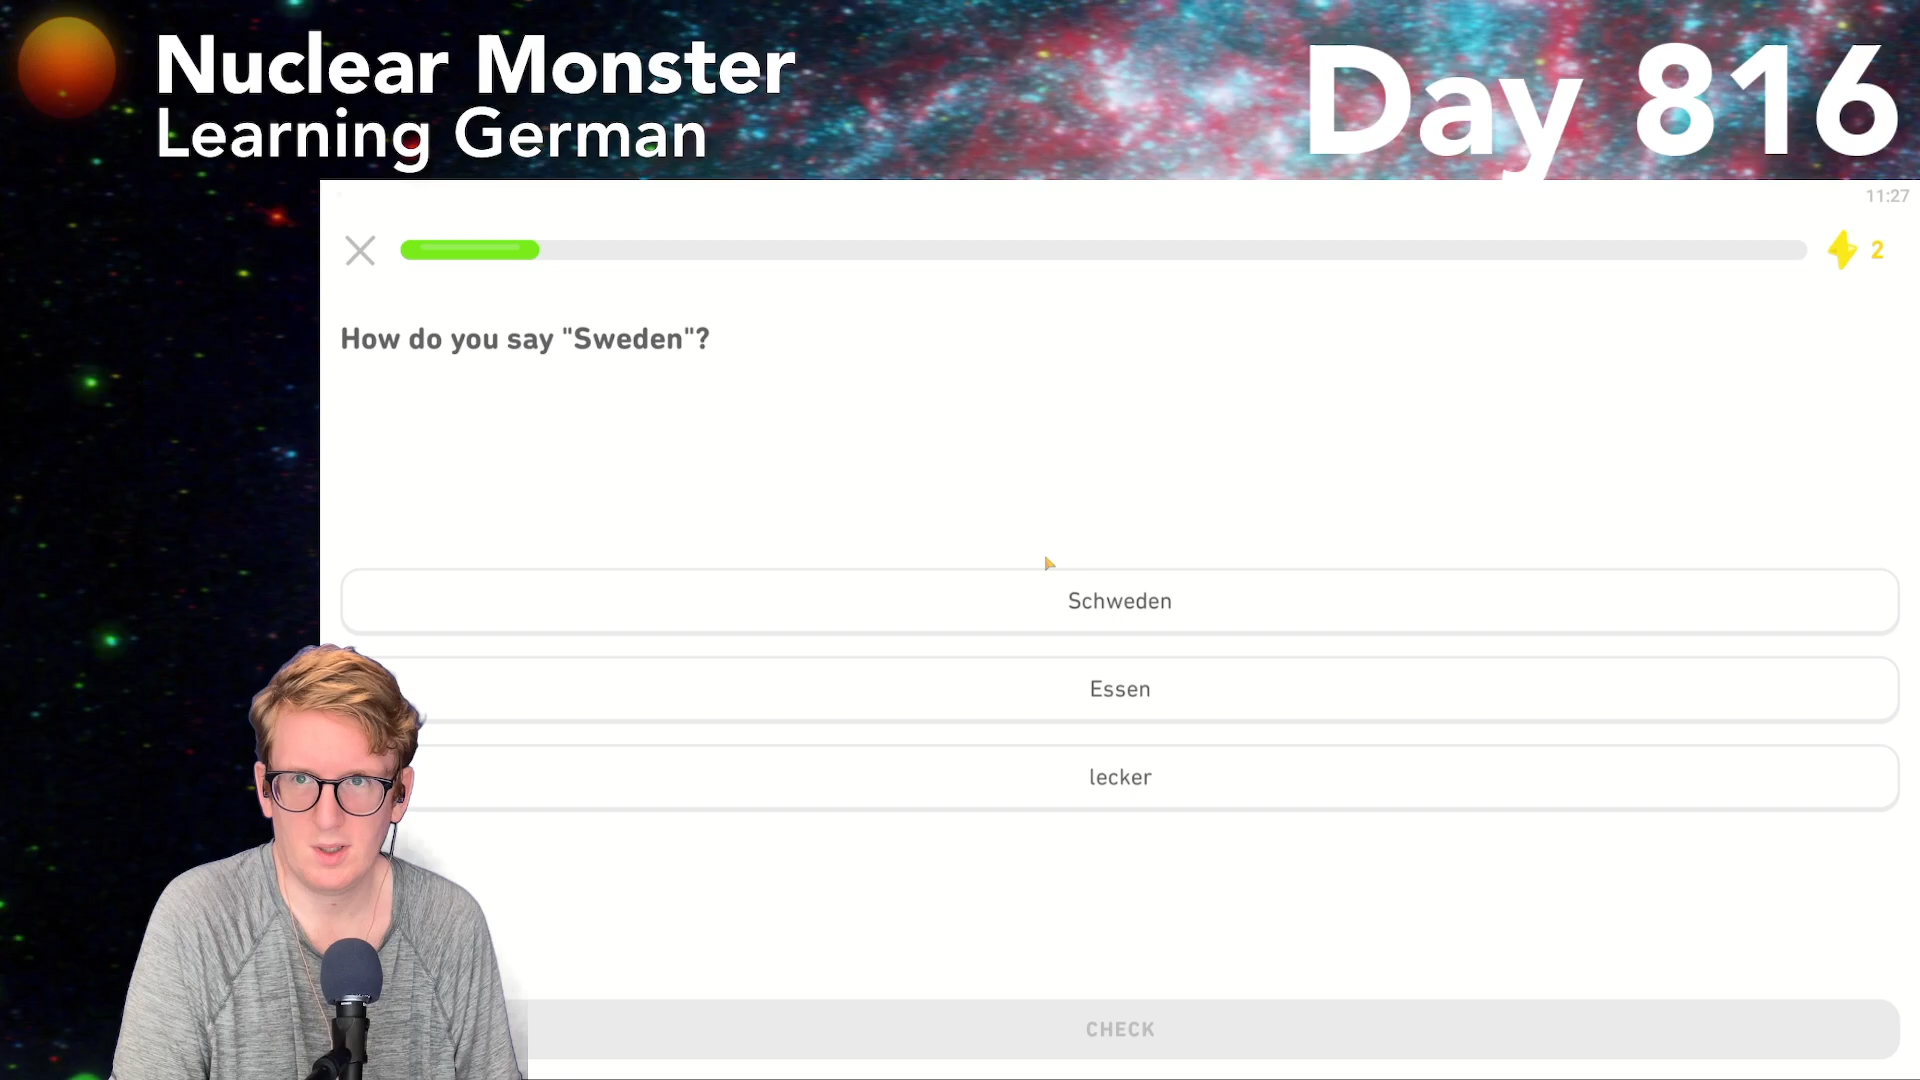 Nuclear Monster
Learning German
Day 816
11:27
2
How do you say "Sweden"?
Schweden
Essen
lecker
CHECK